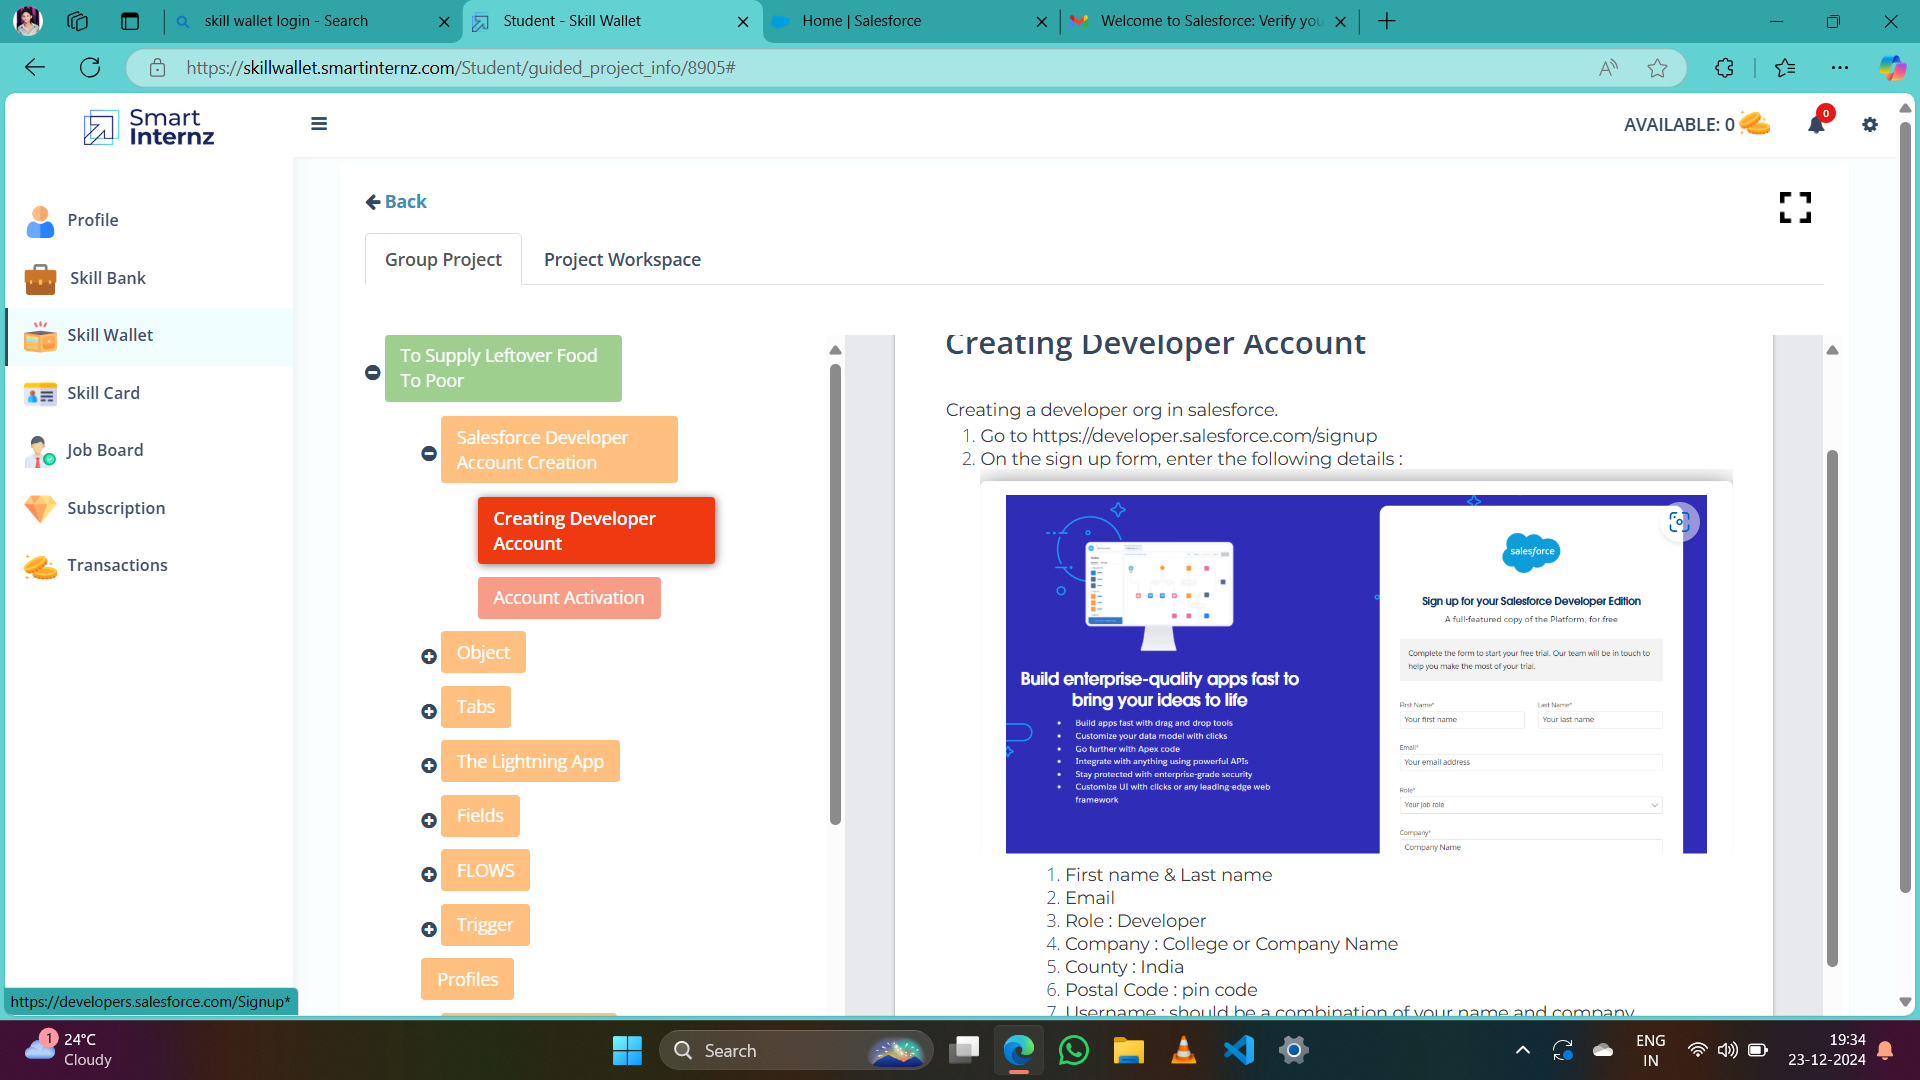 skill wallet login - Search
Student - Skill Wallet
Home | Salesforce
Welcome to Salesforce: Verify you
https://skillwallet.smartinternz.com/Student/guided_project_info/8905#
Smart
Internz
AVAILABLE: 0
0
Profile
Skill Bank
Skill Wallet
Skill Card
Job Board
Subscription
Transactions
Back
Group Project
Project Workspace
To Supply Leftover Food
To Poor
Salesforce Developer
Account Creation
Creating Developer
Account
Account Activation
Object
Tabs
The Lightning App
Fields
FLOWS
Trigger
Profiles
Creating Developer Account
Creating a developer org in salesforce.
1. Go to https://developer.salesforce.com/signup
2. On the sign up form, enter the following details :
Build enterprise-quality apps fast to
bring your ideas to life
• Build apps fast with drag and drop tools
• Customize your data model with clicks
• Go further with Apex code
• Integrate with anything using powerful APIs
• Stay protected with enterprise-grade security
• Customize UI with clicks or any leading-edge web
framework
salesforce
Sign up for your Salesforce Developer Edition
A full-featured copy of the Platform, for free
Complete the form to start your free trial. Our team will be in touch to
help you make the most of your trial.
First Name*
Last Name*
Your first name
Your last name
Email*
Your email address
Role*
Your job role
Company*
Company Name
1. First name & Last name
2. Email
3. Role : Developer
4. Company : College or Company Name
5. County : India
6. Postal Code : pin code
7. Username : should be a combination of your name and company
https://developers.salesforce.com/Signup*
1
24°C
Cloudy
Search
ENG
IN
19:34
23-12-2024